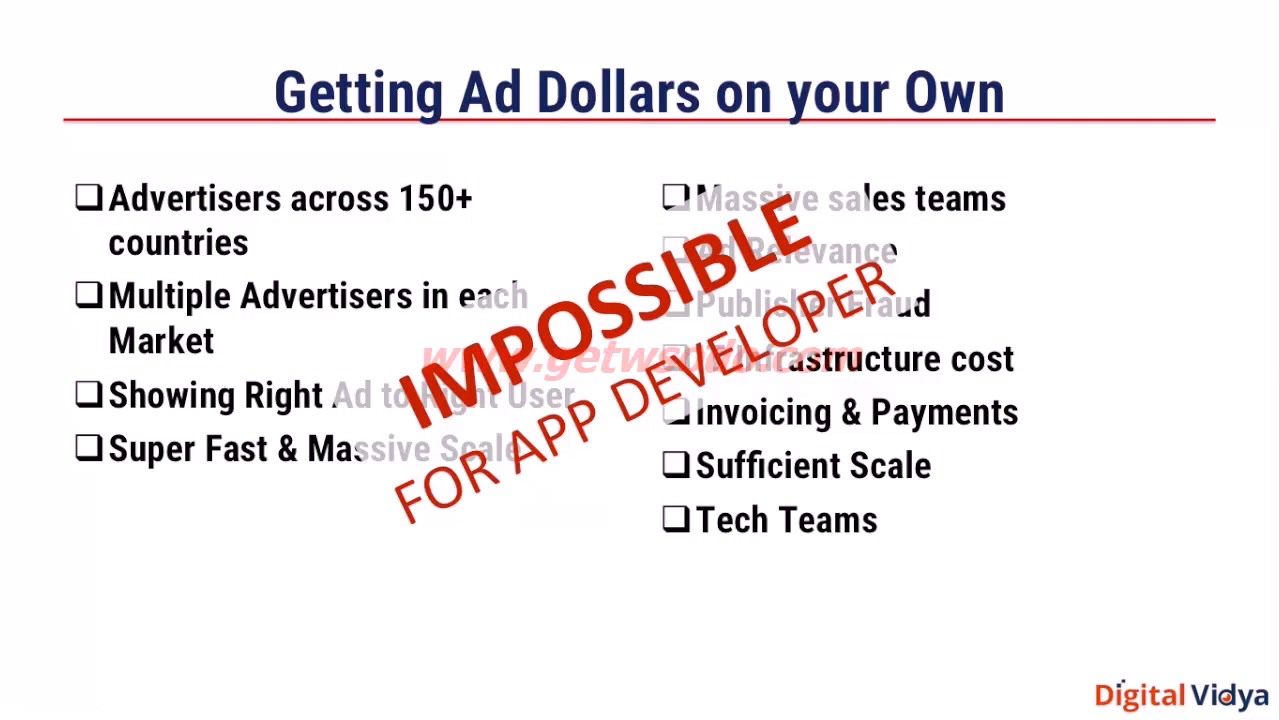 Getting Ad Dollars on your Own
❑Advertisers across 150+
countries
❑Multiple Advertisers in each
Market
❑Showing Right Ad to Right User
❑Super Fast & Massive Scale
❑Massive sales teams
❑Ad Relevance
❑Publisher Fraud
❑Infrastructure cost
❑Invoicing & Payments
❑Sufficient Scale
❑Tech Teams
IMPOSSIBLE
FOR APP DEVELOPER
Digital Vidya